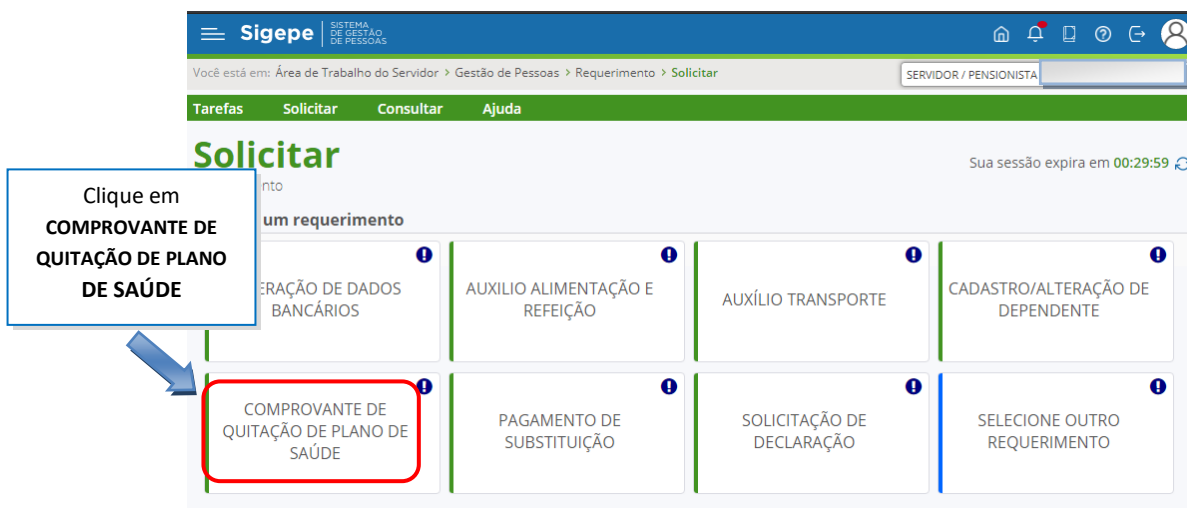 Sigepe
SISTEMA
DE GESTÃO
DE PESSOAS
Você está em: Área de Trabalho do Servidor > Gestão de Pessoas > Requerimento > Solicitar
SERVIDOR / PENSIONISTA
Tarefas Solicitar Consultar Ajuda
Solicitar
Sua sessão expira em 00:29:59
Clique em
COMPROVANTE DE
QUITAÇÃO DE PLANO
DE SAÚDE
um requerimento
DADOS
BANCÁRIOS
AUXILIO ALIMENTAÇÃO E
REFEIÇÃO
AUXÍLIO TRANSPORTE
CADASTRO/ALTERAÇÃO DE
DEPENDENTE
COMPROVANTE DE
QUITAÇÃO DE PLANO DE
SAÚDE
PAGAMENTO DE
SUBSTITUIÇÃO
SOLICITAÇÃO DE
DECLARAÇÃO
SELECIONE OUTRO
REQUERIMENTO